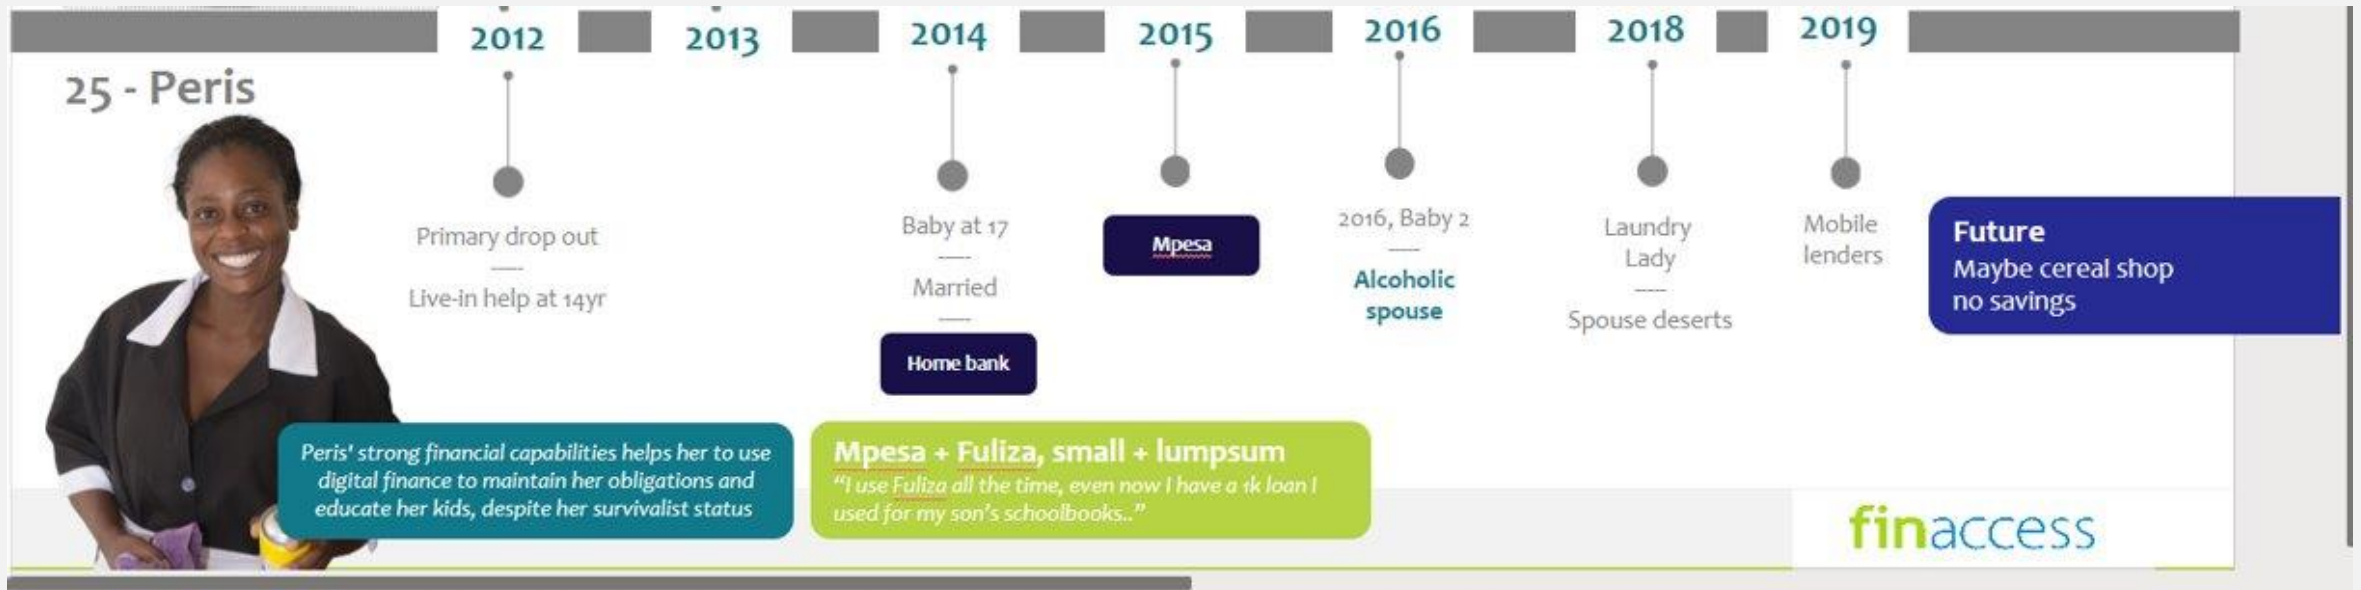 2012
2013
2014
2015
2016
2018
2019
25 - Peris
Primary drop out
-----
Live-in help at 14yr
Baby at 17
-----
Married
-----
Home bank
Mpesa
2016, Baby 2
-----
Alcoholic
spouse
Laundry
Lady
-----
Spouse deserts
Mobile
lenders
Future
Maybe cereal shop
no savings
Peris' strong financial capabilities helps her to use
digital finance to maintain her obligations and
educate her kids, despite her survivalist status
Mpesa + Fuliza, small + lumpsum
“I use Fuliza all the time, even now I have a 1k loan I
used for my son's schoolbooks..”
finaccess